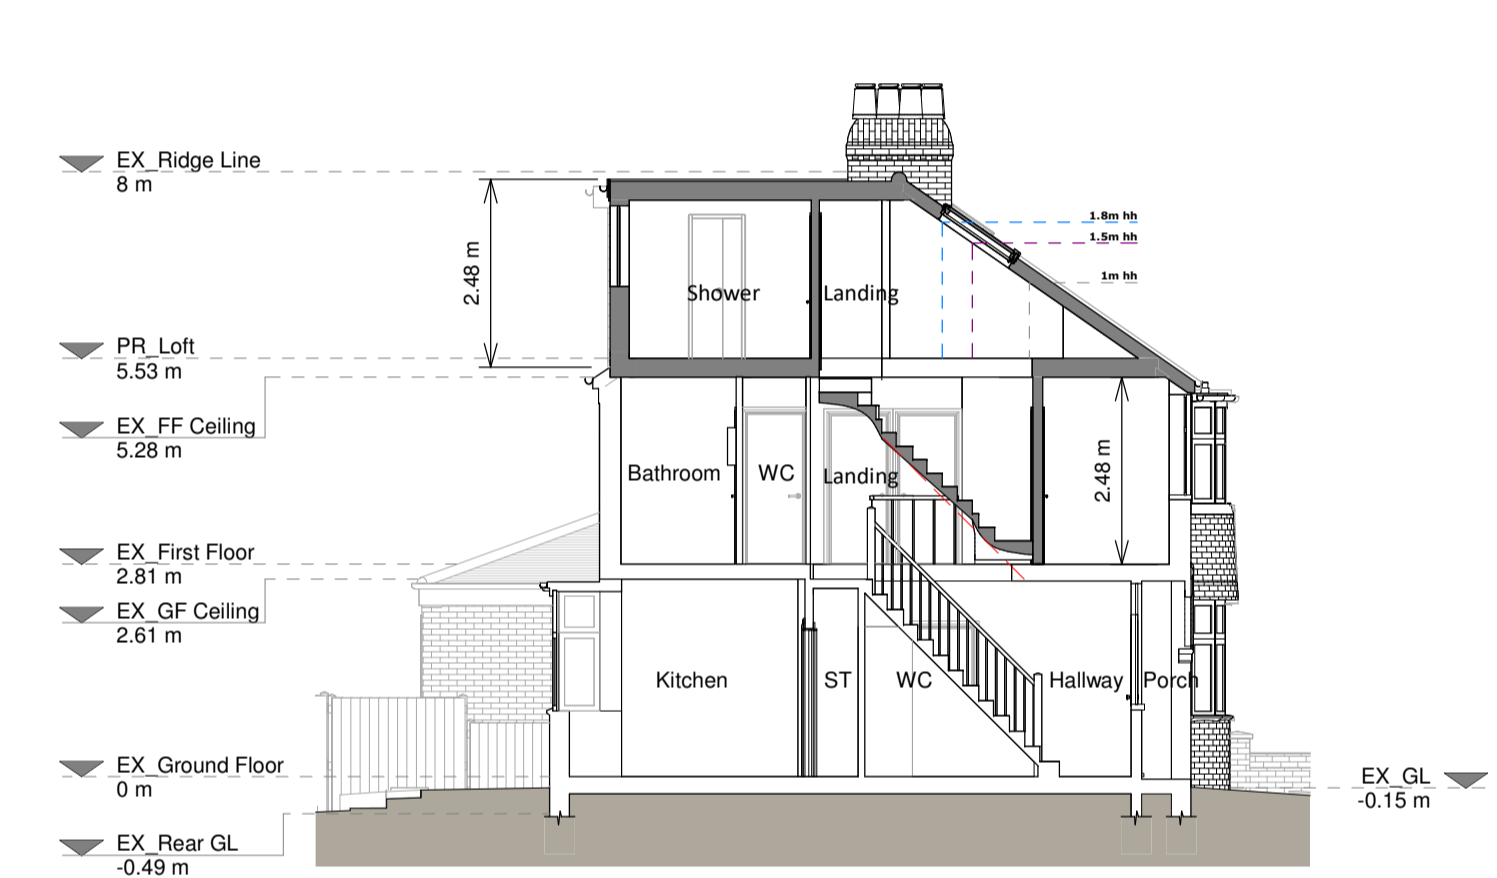 EX_Ridge Line
8 m
1.8m hh
1.5m hh
1m hh
2.48 m
Shower
Landing
PR_Loft
5.53 m
EX_FF Ceiling
5.28 m
Bathroom
WC
Landing
2.48 m
EX_First Floor
2.81 m
EX_GF Ceiling
2.61 m
Kitchen
ST
WC
Hallway
Porch
EX_Ground Floor
0 m
EX_GL
-0.15 m
EX_Rear GL
-0.49 m